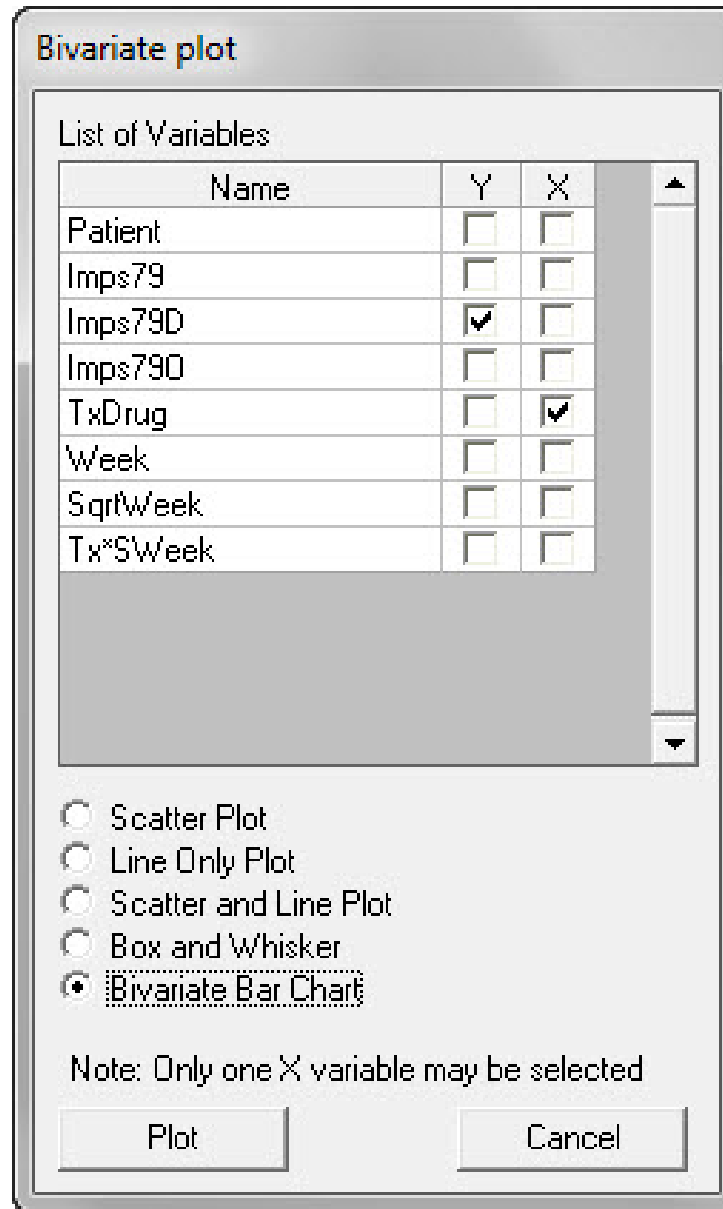 Bivariate plot
List of Variables
Name Y X
Patient
Imps79
Imps79D
Imps79O
TxDrug
Week
SqrtWeek
Tx*SWeek
Scatter Plot
Line Only Plot
Scatter and Line Plot
Box and Whisker
Bivariate Bar Chart
Note: Only one X variable may be selected
Plot Cancel